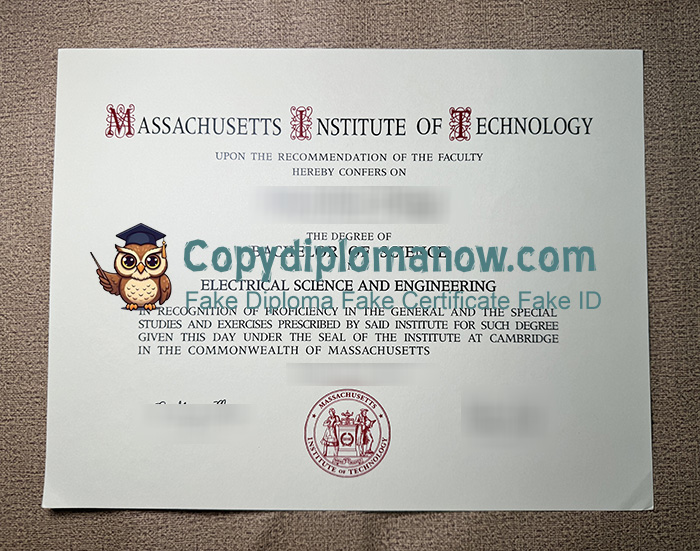 MASSACHUSETTS INSTITUTE OF TECHNOLOGY
UPON THE RECOMMENDATION OF THE FACULTY
HEREBY CONFERS ON
THE DEGREE OF
BACHELOR OF SCIENCE
Copydiplomanow.com
ELECTRICAL SCIENCE AND ENGINEERING
Fake Diploma Fake Certificate Fake ID
IN RECOGNITION OF PROFICIENCY IN THE GENERAL AND THE SPECIAL
STUDIES AND EXERCISES PRESCRIBED BY SAID INSTITUTE FOR SUCH DEGREE
GIVEN THIS DAY UNDER THE SEAL OF THE INSTITUTE AT CAMBRIDGE
IN THE COMMONWEALTH OF MASSACHUSETTS
MASSACHUSETTS
INSTITUTE OF TECHNOLOGY